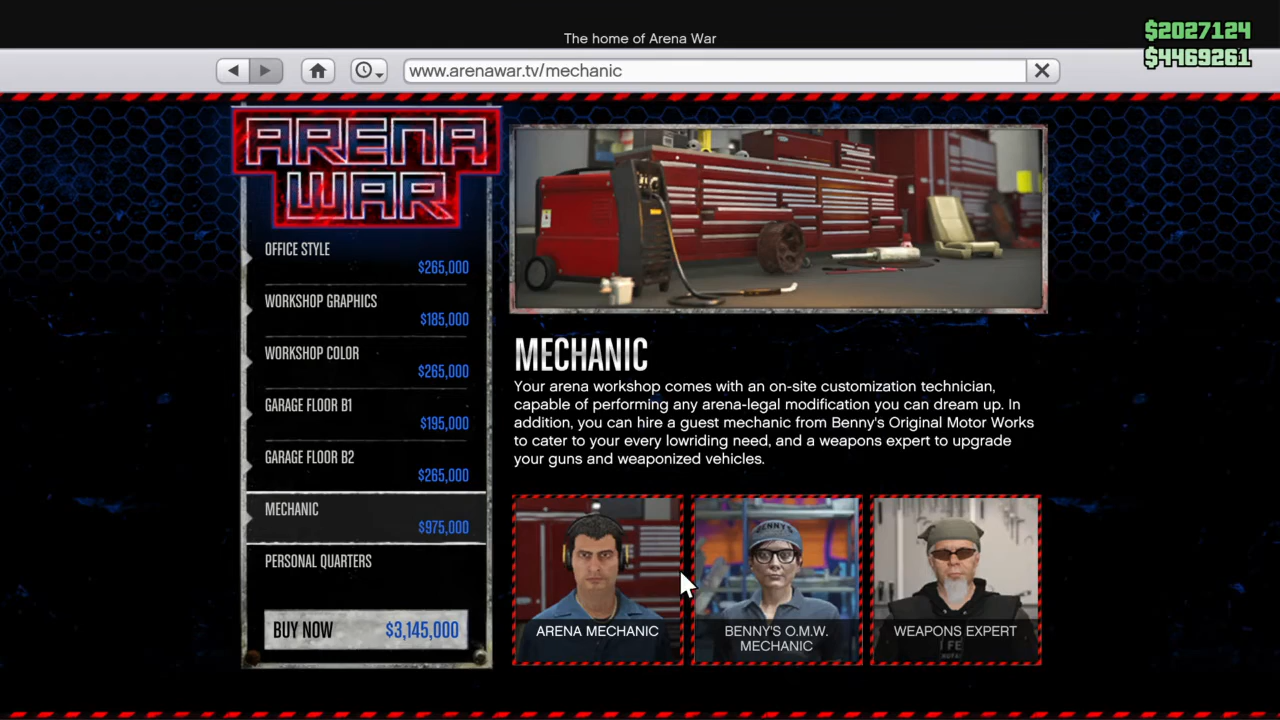 The home of Arena War
$2027124
$4469261
www.arenawar.tv/mechanic
ARENA
WAR
OFFICE STYLE
$265,000
WORKSHOP GRAPHICS
$185,000
WORKSHOP COLOR
$265,000
GARAGE FLOOR B1
$195,000
GARAGE FLOOR B2
$265,000
MECHANIC
$975,000
PERSONAL QUARTERS
BUY NOW $3,145,000
MECHANIC
Your arena workshop comes with an on-site customization technician,
capable of performing any arena-legal modification you can dream up. In
addition, you can hire a guest mechanic from Benny's Original Motor Works
to cater to your every lowriding need, and a weapons expert to upgrade
your guns and weaponized vehicles.
ARENA MECHANIC
BENNY'S
BENNY'S O.M.W.
MECHANIC
WEAPONS EXPERT